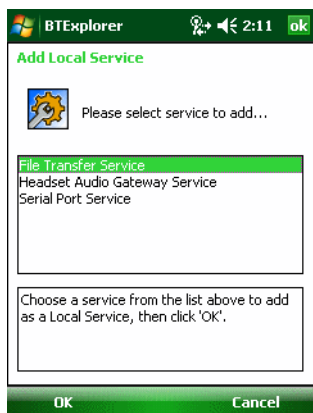 BTExplorer 2:11 ok
Add Local Service
Please select service to add...
File Transfer Service
Headset Audio Gateway Service
Serial Port Service
Choose a service from the list above to add
as a Local Service, then click 'OK'.
OK Cancel